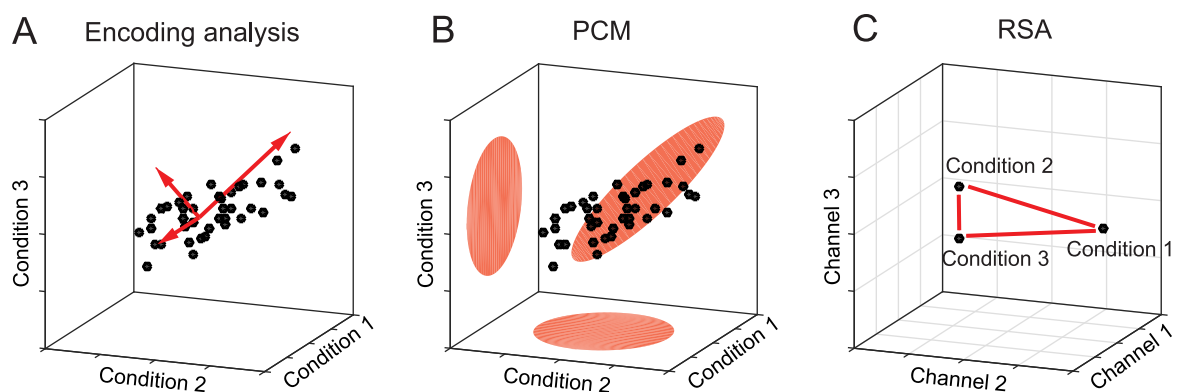 A Encoding analysis
Condition 3
Condition 2
Condition 1
B PCM
Condition 3
Condition 2
Condition 1
C RSA
Channel 3
Condition 2
Condition 1
Condition 3
Channel 2
Channel 1